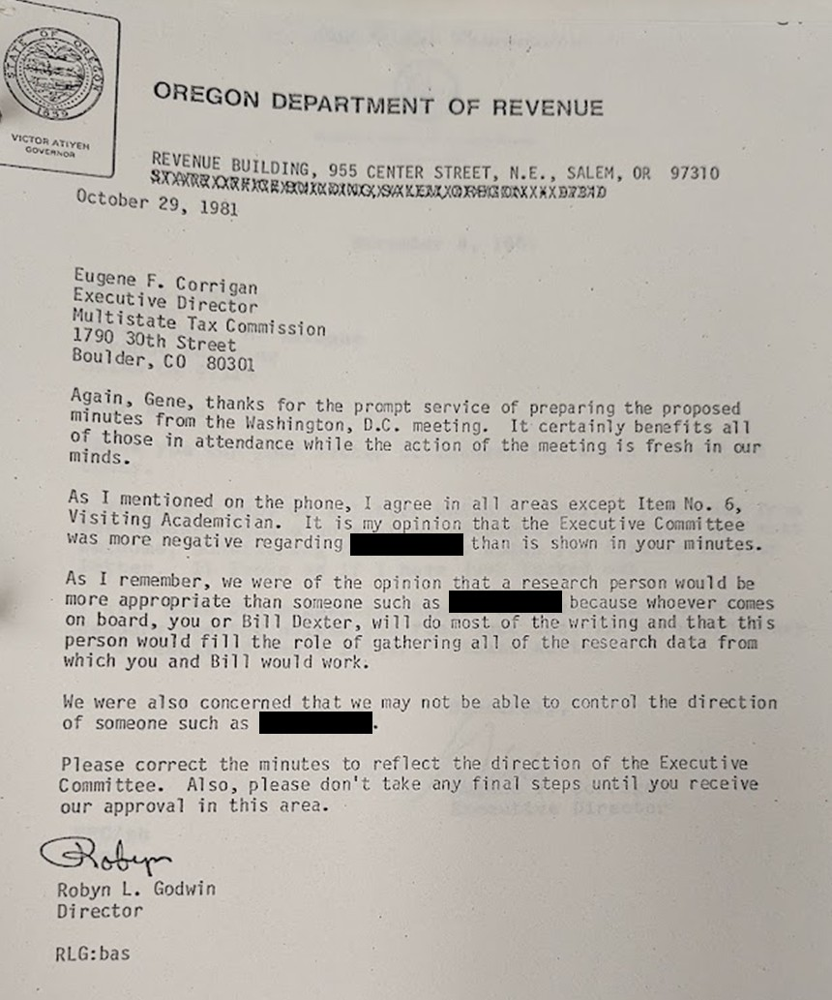 STATE OF OREGON
1859
VICTOR ATIYEH
GOVERNOR
OREGON DEPARTMENT OF REVENUE
REVENUE BUILDING, 955 CENTER STREET, N.E., SALEM, OR 97310
October 29, 1981
Eugene F. Corrigan
Executive Director
Multistate Tax Commission
1790 30th Street
Boulder, CO 80301
Again, Gene, thanks for the prompt service of preparing the proposed
minutes from the Washington, D.C. meeting. It certainly benefits all
of those in attendance while the action of the meeting is fresh in our
minds.
As I mentioned on the phone, I agree in all areas except Item No. 6,
Visiting Academician. It is my opinion that the Executive Committee
was more negative regarding than is shown in your minutes.
As I remember, we were of the opinion that a research person would be
more appropriate than someone such as because whoever comes
on board, you or Bill Dexter, will do most of the writing and that this
person would fill the role of gathering all of the research data from
which you and Bill would work.
We were also concerned that we may not be able to control the direction
of someone such as .
Please correct the minutes to reflect the direction of the Executive
Committee. Also, please don't take any final steps until you receive
our approval in this area.
Robyn
Robyn L. Godwin
Director
RLG:bas